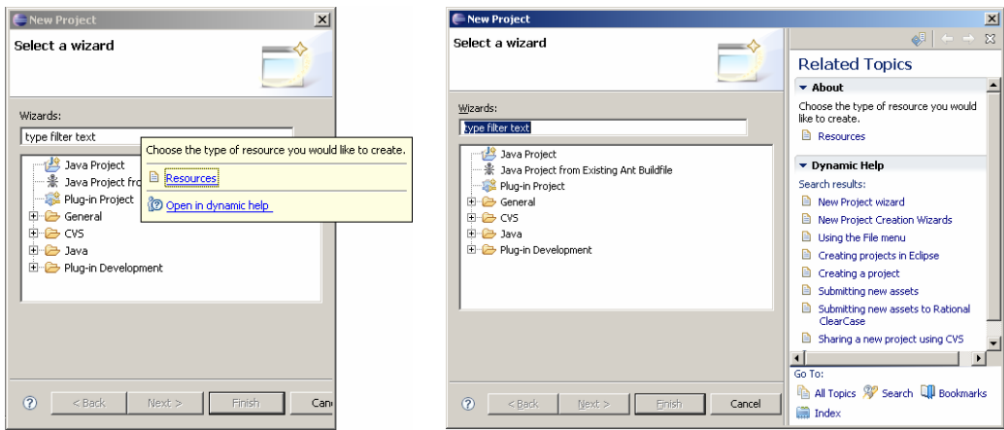 New Project
Select a wizard
Wizards:
type filter text
Choose the type of resource you would like to create.
Resources
Open in dynamic help
Java Project
Java Project fro
Plug-in Project
General
CVS
Java
Plug-in Development
< Back
Next >
Finish
Can
New Project
Select a wizard
Wizards:
type filter text
Java Project
Java Project from Existing Ant Buildfile
Plug-in Project
General
CVS
Java
Plug-in Development
< Back
Next >
Finish
Cancel
Related Topics
About
Choose the type of resource you would
like to create.
Resources
Dynamic Help
Search results:
New Project wizard
New Project Creation Wizards
Using the File menu
Creating projects in Eclipse
Creating a project
Submitting new assets
Submitting new assets to Rational
ClearCase
Sharing a new project using CVS
Go To:
All Topics Search Bookmarks
Index